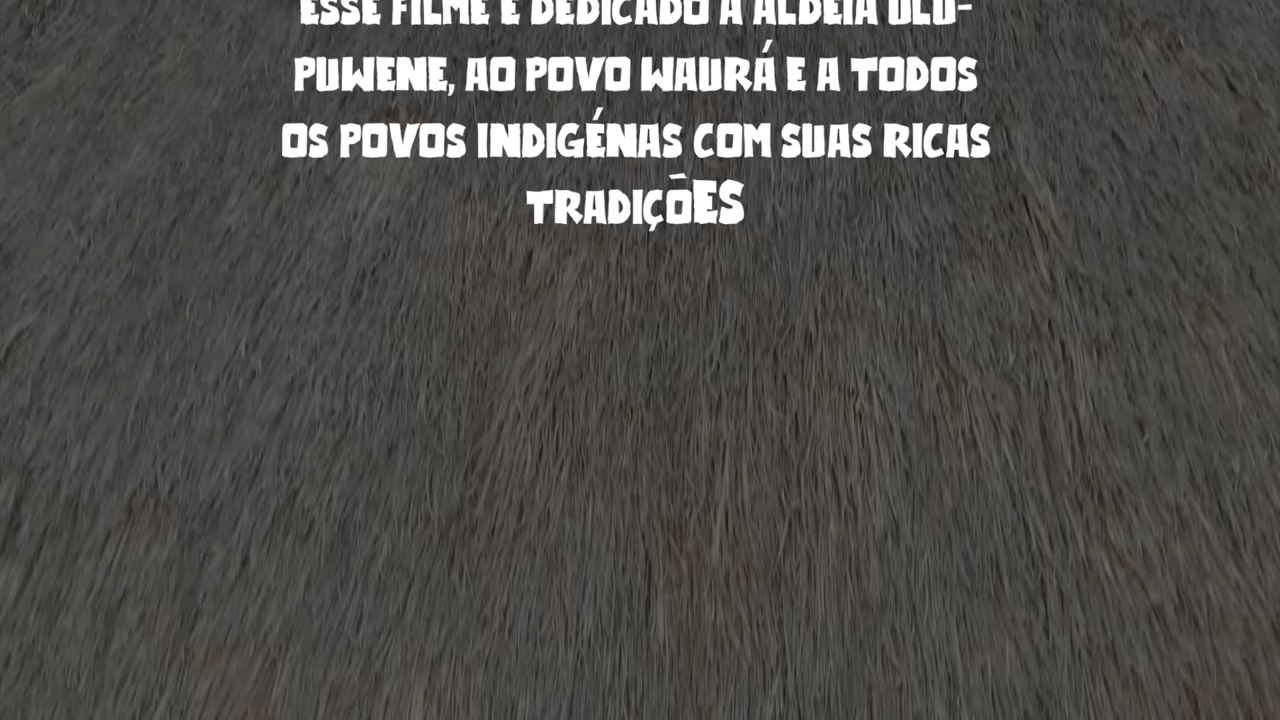 ESSE FILME É DEDICADO A ALDEIA ULU-
PUWENE, AO POVO WAURÁ E A TODOS
OS POVOS INDIGÉNAS COM SUAS RICAS
TRADIÇÕES